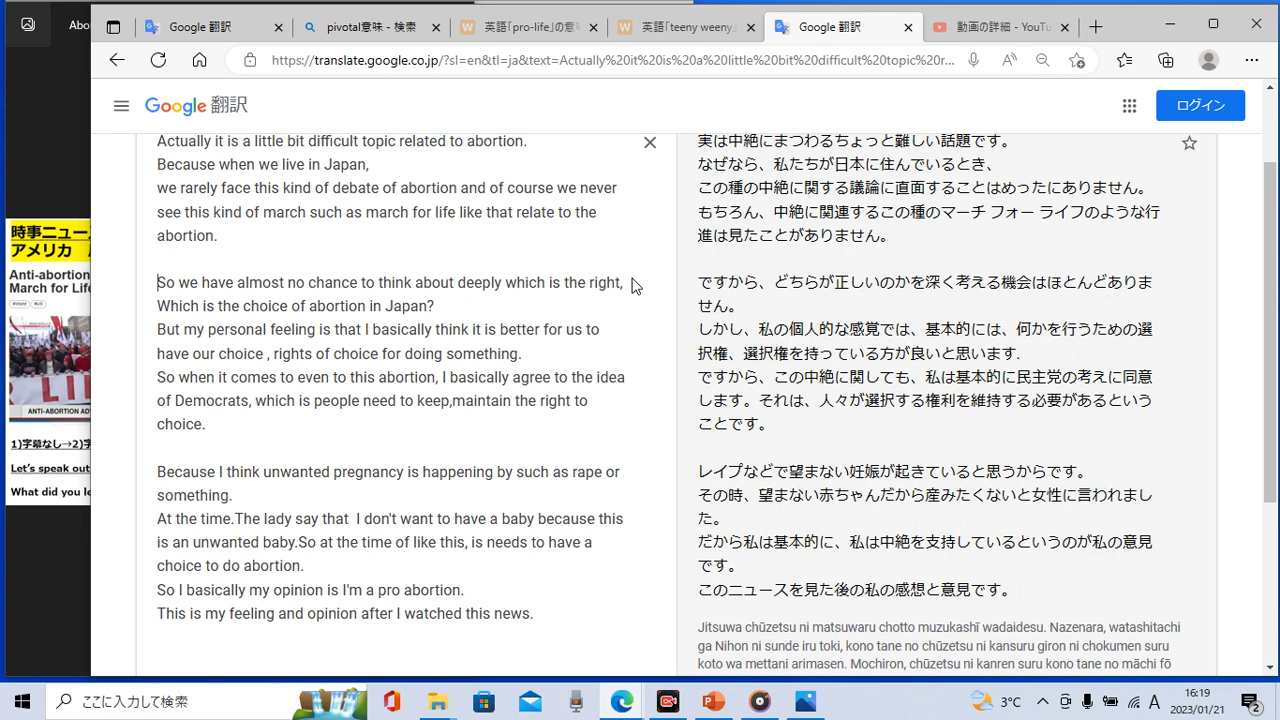 Abo
Google 翻訳
pivotal意味 - 検索
英語「pro-life」の意味
英語「teeny weeny」
Google 翻訳
動画の詳細 - YouTu
https://translate.google.co.jp/?sl=en&tl=ja&text=Actually%20it%20is%20a%20little%20bit%20difficult%20topic%20r...
Google 翻訳
ログイン
Actually it is a little bit difficult topic related to abortion.
Because when we live in Japan,
we rarely face this kind of debate of abortion and of course we never
see this kind of march such as march for life like that relate to the
abortion.
So we have almost no chance to think about deeply which is the right,
Which is the choice of abortion in Japan?
But my personal feeling is that I basically think it is better for us to
have our choice , rights of choice for doing something.
So when it comes to even to this abortion, I basically agree to the idea
of Democrats, which is people need to keep,maintain the right to
choice.
Because I think unwanted pregnancy is happening by such as rape or
something.
At the time.The lady say that  I don't want to have a baby because this
is an unwanted baby.So at the time of like this, is needs to have a
choice to do abortion.
So I basically my opinion is I'm a pro abortion.
This is my feeling and opinion after I watched this news.
実は中絶にまつわるちょっと難しい話題です。
なぜなら、私たちが日本に住んでいるとき、
この種の中絶に関する議論に直面することはめったにありません。
もちろん、中絶に関連するこの種のマーチ フォー ライフのような行
進は見たことがありません。
ですから、どちらが正しいのかを深く考える機会はほとんどありま
せん。
しかし、私の個人的な感覚では、基本的には、何かを行うための選
択権、選択権を持っている方が良いと思います.
ですから、この中絶に関しても、私は基本的に民主党の考えに同意
します。それは、人々が選択する権利を維持する必要があるという
ことです。
レイプなどで望まない妊娠が起きていると思うからです。
その時、望まない赤ちゃんだから産みたくないと女性に言われまし
た。
だから私は基本的に、私は中絶を支持しているというのが私の意見
です。
このニュースを見た後の私の感想と意見です。
Jitsuwa chūzetsu ni matsuwaru chotto muzukashī wadaidesu. Nazenara, watashitachi
ga Nihon ni sunde iru toki, kono tane no chūzetsu ni kansuru giron ni chokumen suru
koto wa mettani arimasen. Mochiron, chūzetsu ni kanren suru kono tane no māchi fō
時事ニュース
アメリカ
Anti-abortion
March for Life
#World #US
LI
ANTI-ABORTION AD
1)字幕なし→2)字
Let's speak out
What did you le
ここに入力して検索
3°C
A
6:19
2023/01/21
2